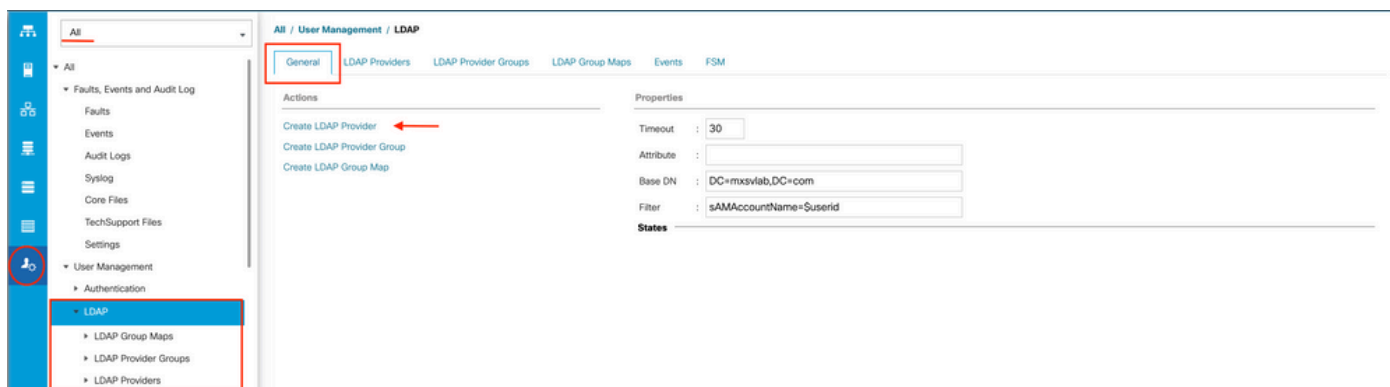 All
All / User Management / LDAP
General LDAP Providers LDAP Provider Groups LDAP Group Maps Events FSM
All
Faults, Events and Audit Log
Faults
Events
Audit Logs
Syslog
Core Files
TechSupport Files
Settings
User Management
Authentication
LDAP
LDAP Group Maps
LDAP Provider Groups
LDAP Providers
Actions
Create LDAP Provider
Create LDAP Provider Group
Create LDAP Group Map
Properties
Timeout : 30
Attribute :
Base DN : DC=mxsvlab,DC=com
Filter : sAMAccountName=$userid
States